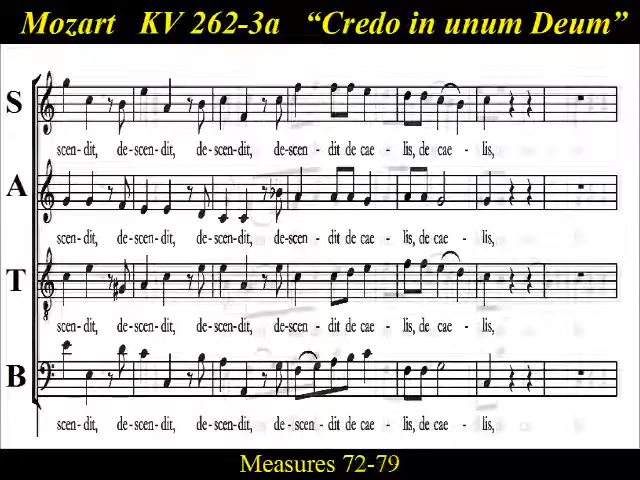 Mozart KV 262-3a “Credo in unum Deum”
S
scen - dit, de-scen-dit, de-scen-dit, de-scen - dit de cae - lis, de cae - lis,
A
scen - dit, de-scen-dit, de-scen-dit, de-scen - dit de cae - lis, de cae - lis,
T
scen - dit, de-scen-dit, de-scen-dit, de-scen - dit de cae - lis, de cae - lis,
B
scen - dit, de-scen-dit, de-scen-dit, de - scen - dit de cae - lis, de cae - lis,
Measures 72-79